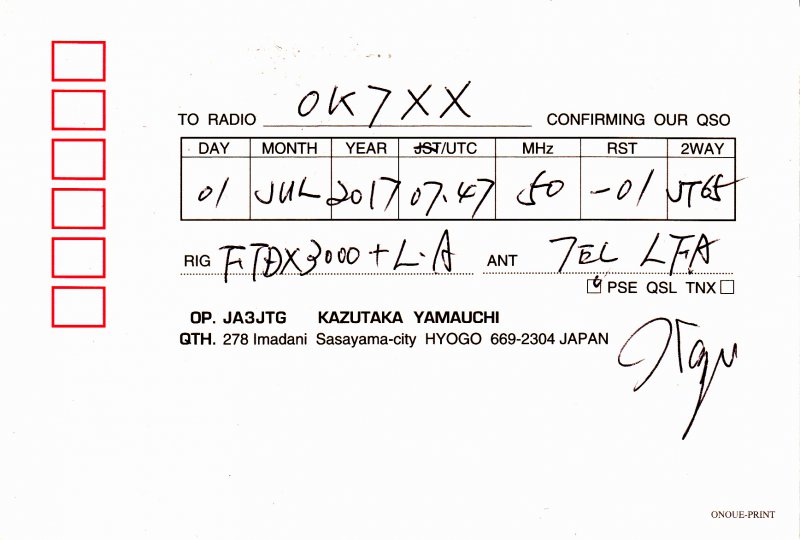 TO RADIO OK7XX CONFIRMING OUR QSO
DAY MONTH YEAR JST/UTC MHz RST 2WAY
01 JUL 2017 07.47 50 -01 JT65
RIG FTDX3000+L.A ANT 7EL LFA
PSE QSL TNX
OP. JA3JTG KAZUTAKA YAMAUCHI
QTH. 278 Imadani Sasayama-city HYOGO 669-2304 JAPAN
ONOUE-PRINT